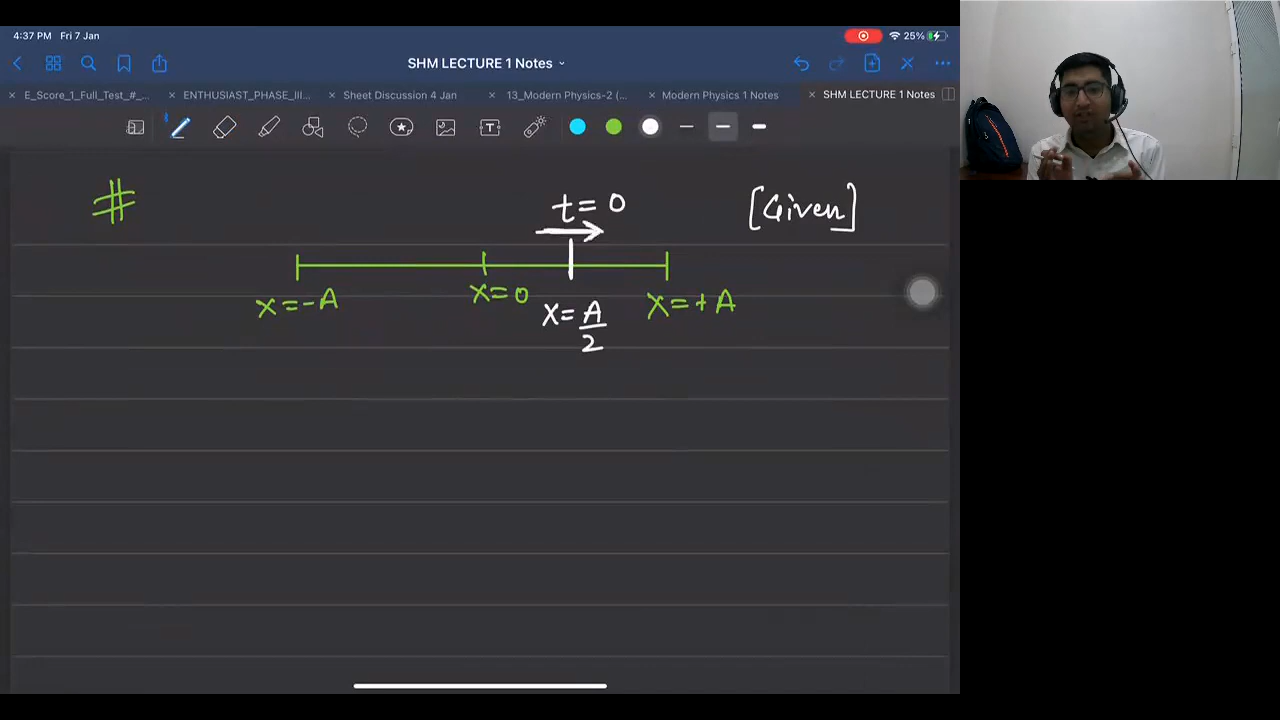 4:37 PM Fri 7 Jan
25%
SHM LECTURE 1 Notes
E_Score_1_Full_Test_#_...
ENTHUSIAST_PHASE_III...
Sheet Discussion 4 Jan
13_Modern Physics-2 (...
Modern Physics 1 Notes
SHM LECTURE 1 Notes
#
t = 0
[Given]
x = -A
x = 0
x = A/2
x = + A